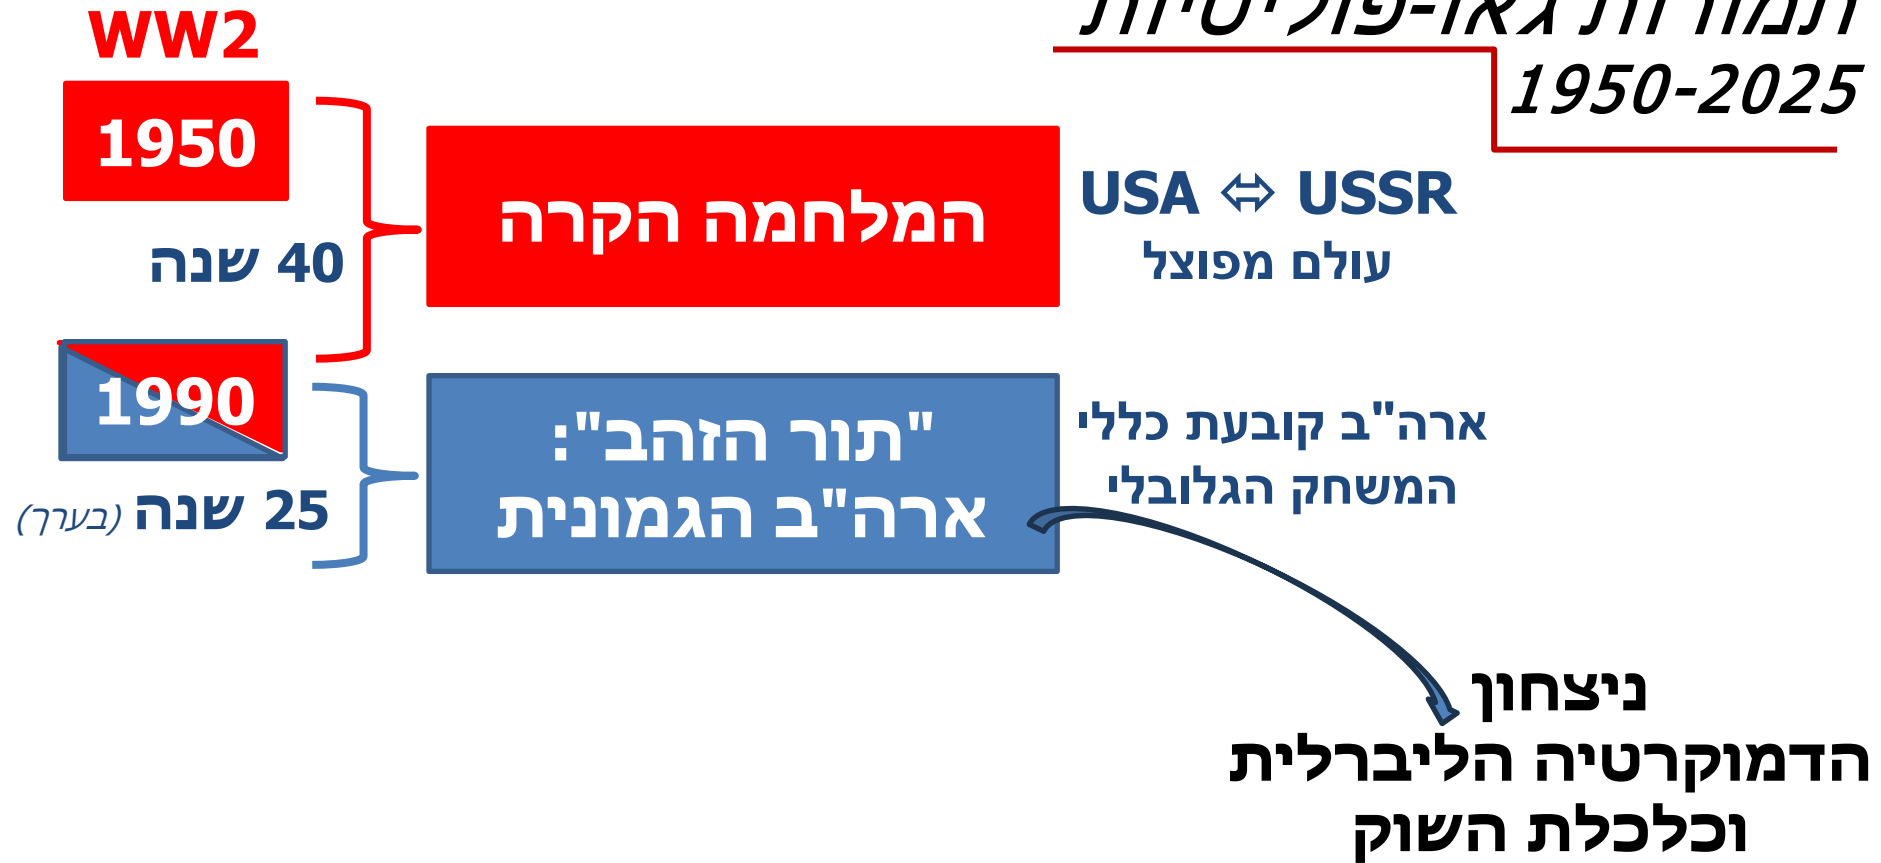 תמורות גאו-פוליטיות
1950-2025
WW2
1950
40 שנה
המלחמה הקרה
USA ⬄ USSR
עולם מפוצל
1990
25 שנה (בערך)
"תור הזהב":
ארה"ב הגמונית
ארה"ב קובעת כללי
המשחק הגלובלי
ניצחון
הדמוקרטיה הליברלית
וכלכלת השוק